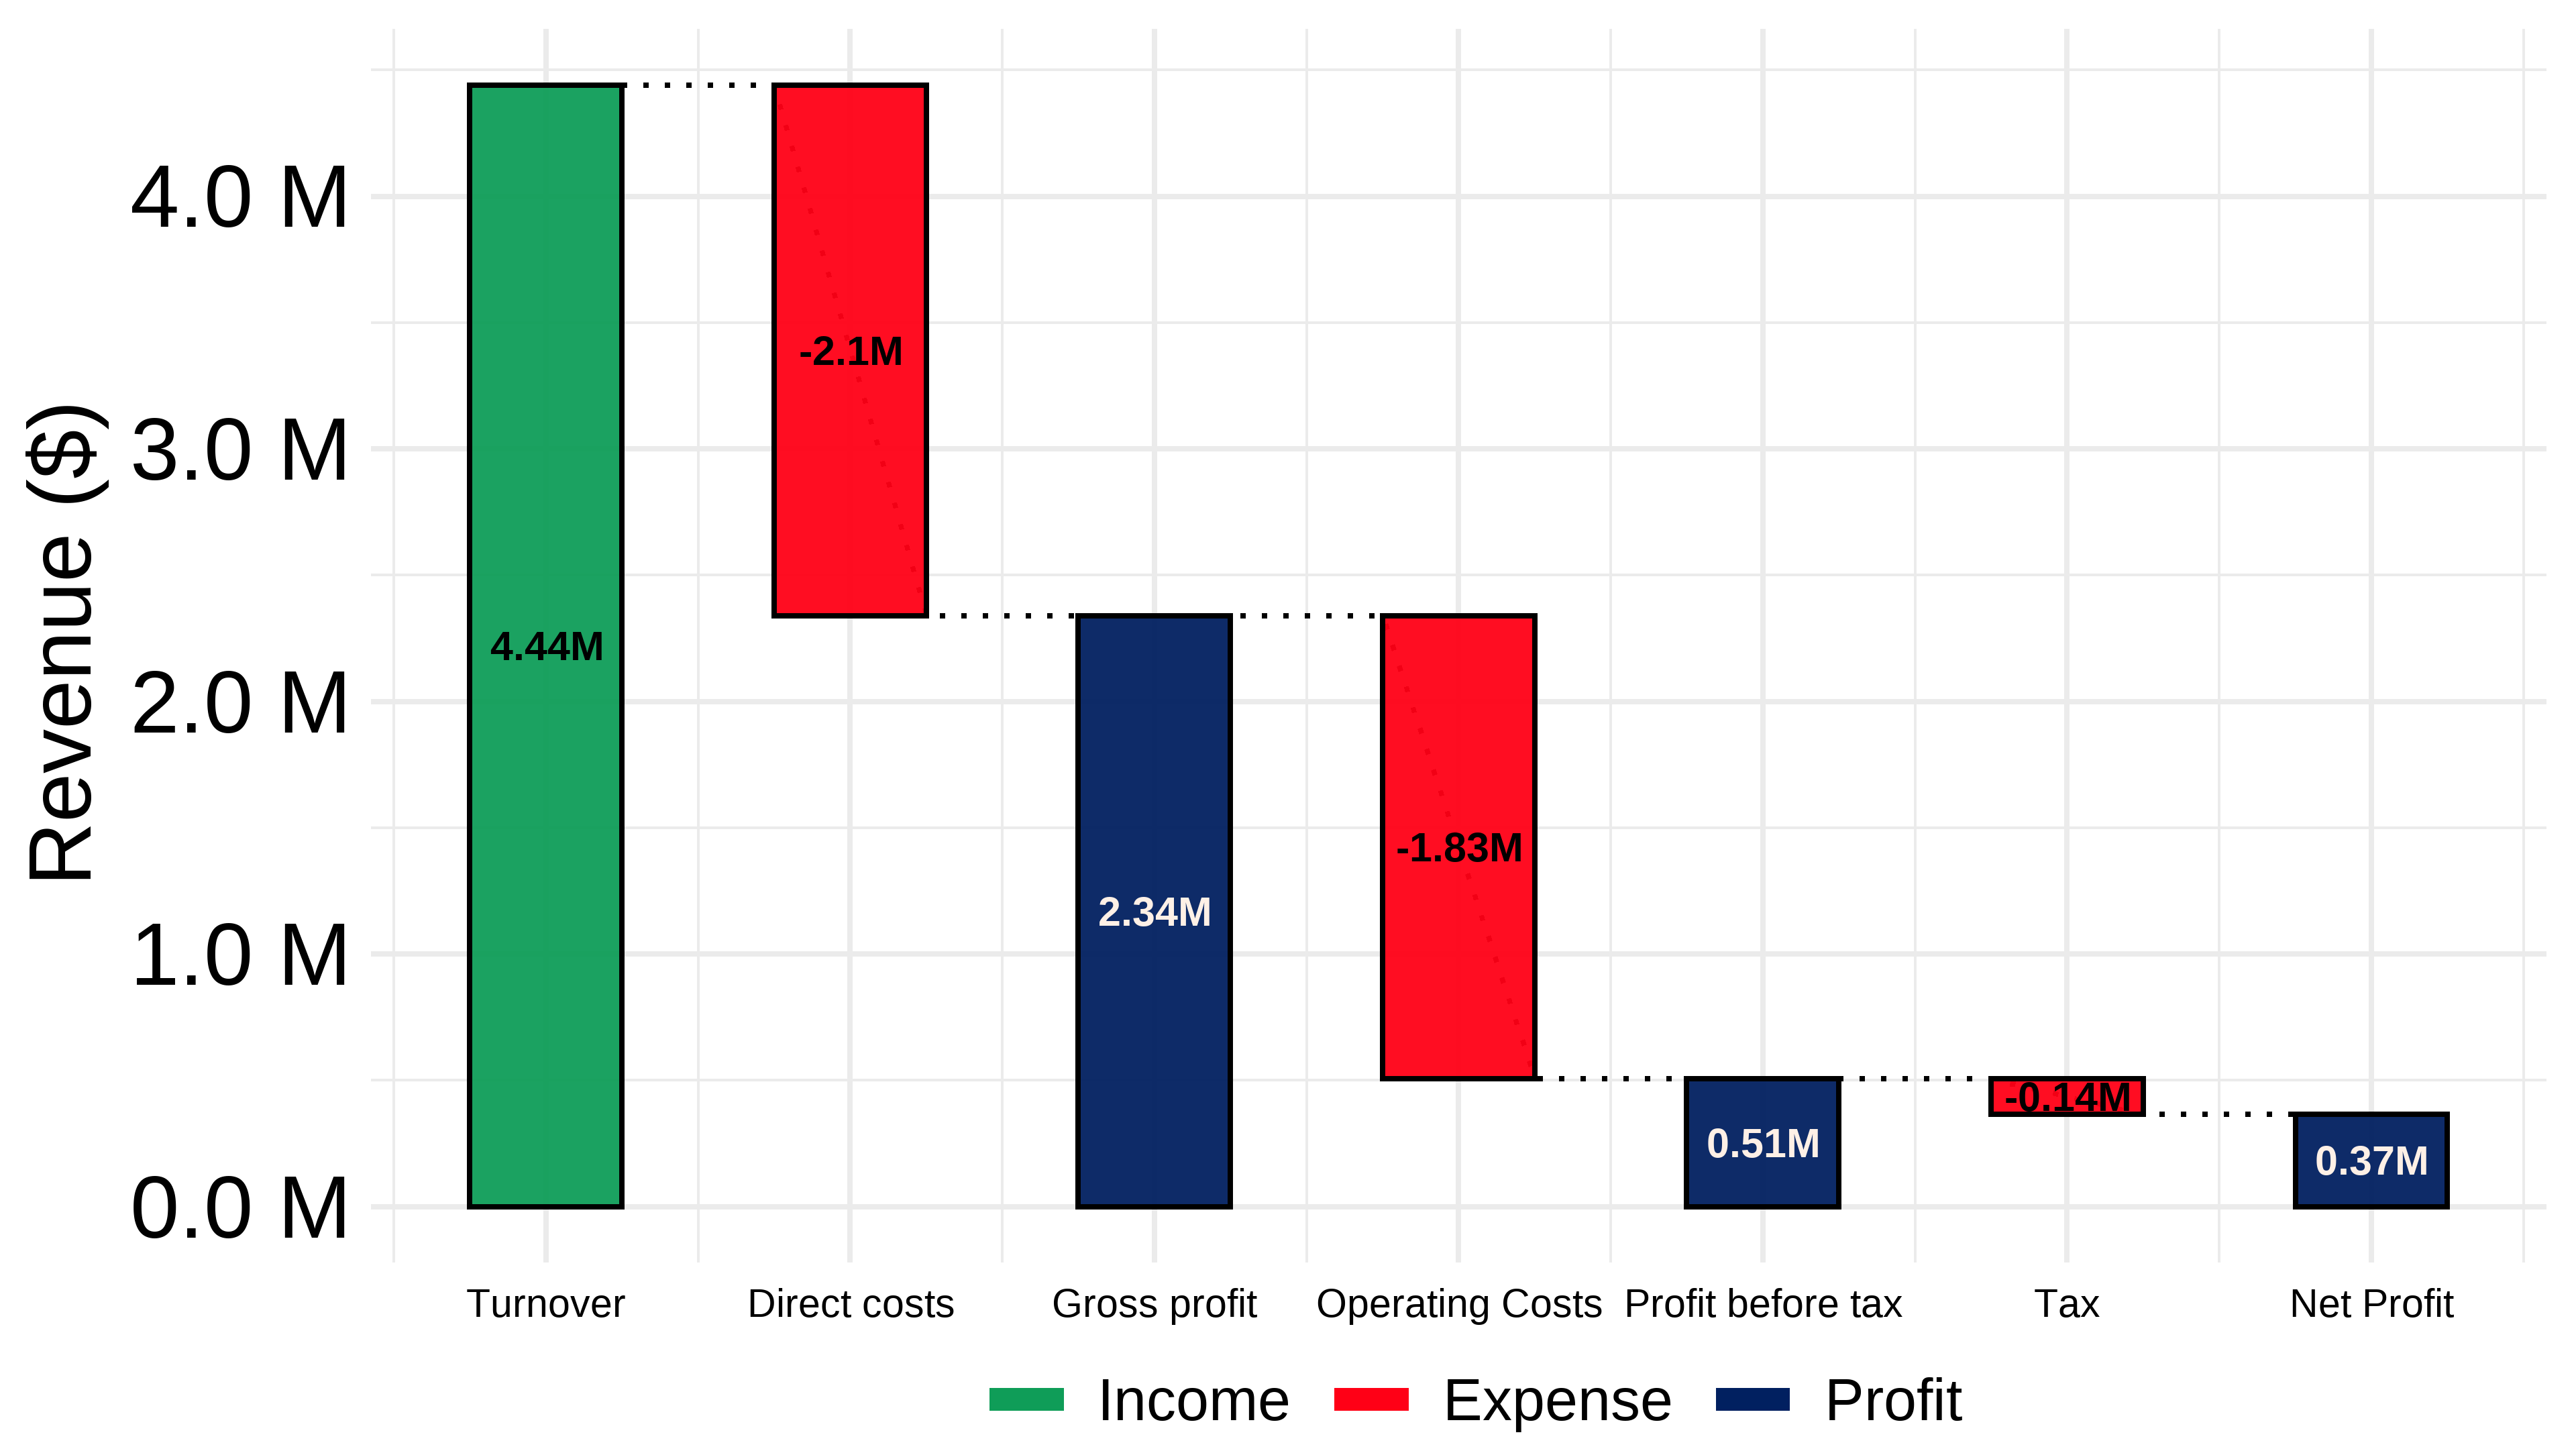 Revenue ($)
4.0 M
3.0 M
2.0 M
1.0 M
0.0 M
4.44M
-2.1M
2.34M
-1.83M
0.51M
-0.14M
0.37M
Turnover
Direct costs
Gross profit
Operating Costs
Profit before tax
Tax
Net Profit
Income
Expense
Profit